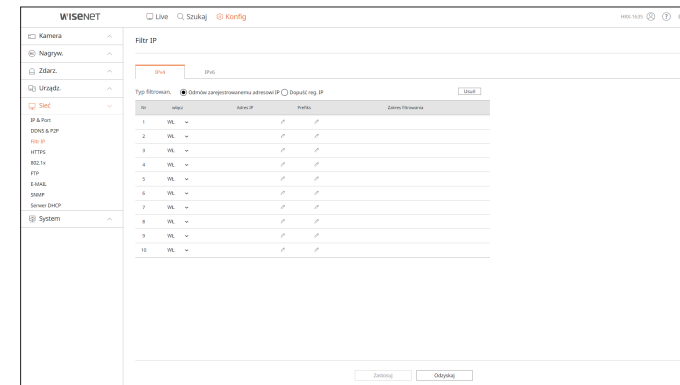 WISENET
Live Szukaj Konfig
HRX-1635
Kamera
Nagryw.
Zdarz.
Urządz.
Sieć
IP & Port
DDNS & P2P
Filtr IP
HTTPS
802.1x
FTP
E-MAIL
SNMP
Serwer DHCP
System
Filtr IP
IPv4 IPv6
Typ filtrowan. Odmów zarejestrowanemu adresowi IP Dopuść reg. IP Usuń
Nr włącz Adres IP Prefiks Zakres filtrowania
1 WŁ.
2 WŁ.
3 WŁ.
4 WŁ.
5 WŁ.
6 WŁ.
7 WŁ.
8 WŁ.
9 WŁ.
10 WŁ.
Zastosuj Odzyskaj